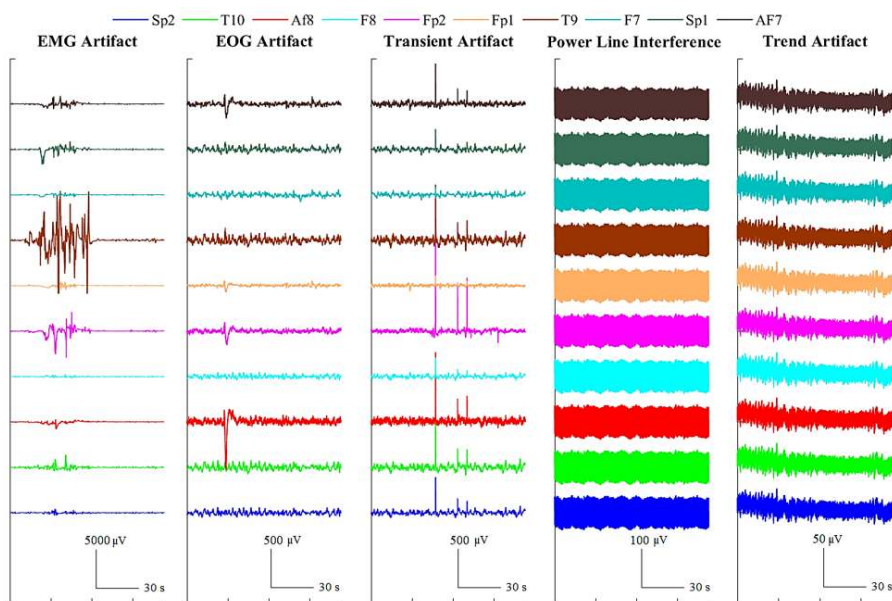 Sp2 T10 Af8 F8 Fp2 Fp1 T9 F7 Sp1 AF7
EMG Artifact EOG Artifact Transient Artifact Power Line Interference Trend Artifact
5000 μV 500 μV 500 μV 100 μV 50 μV
30 s 30 s 30 s 30 s 30 s